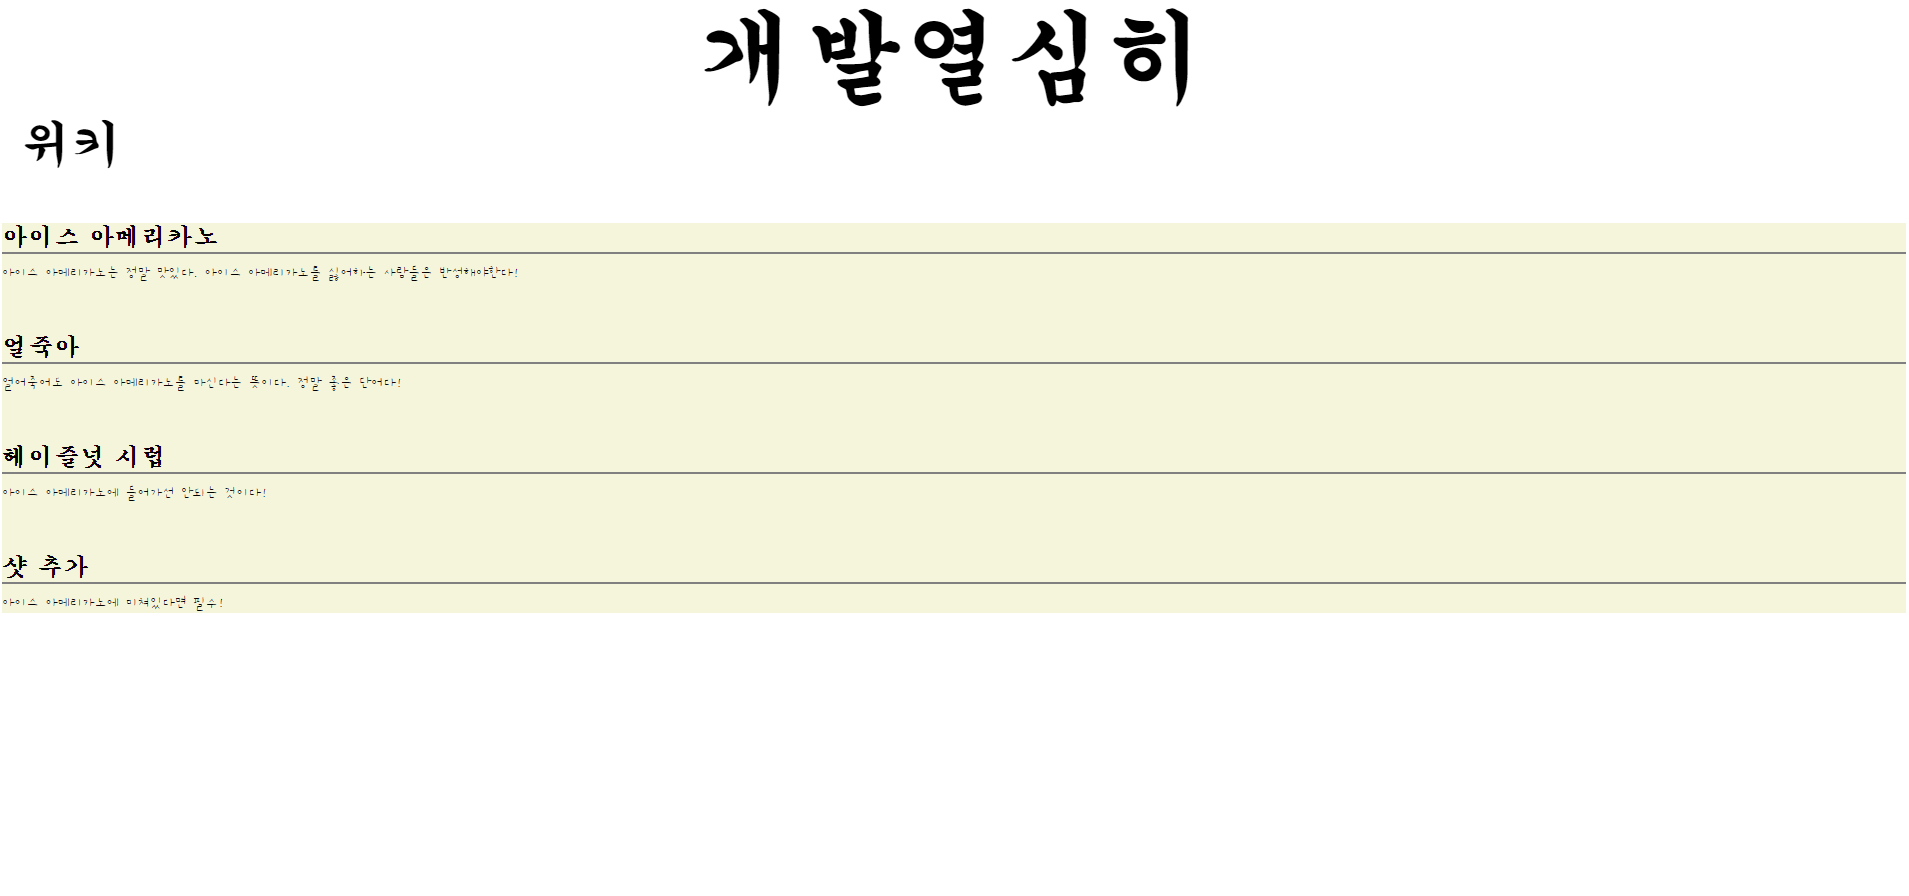 개발열심히
위키
아이스 아메리카노
아이스 아메리카노는 정말 맛있다. 아이스 아메리카노를 싫어하는 사람들은 반성해야한다!
얼죽아
얼어죽어도 아이스 아메리카노를 마신다는 뜻이다. 정말 좋은 단어다!
헤이즐넛 시럽
아이스 아메리카노에 들어가선 안되는 것이다!
샷 추가
아이스 아메리카노에 미쳐있다면 필수!